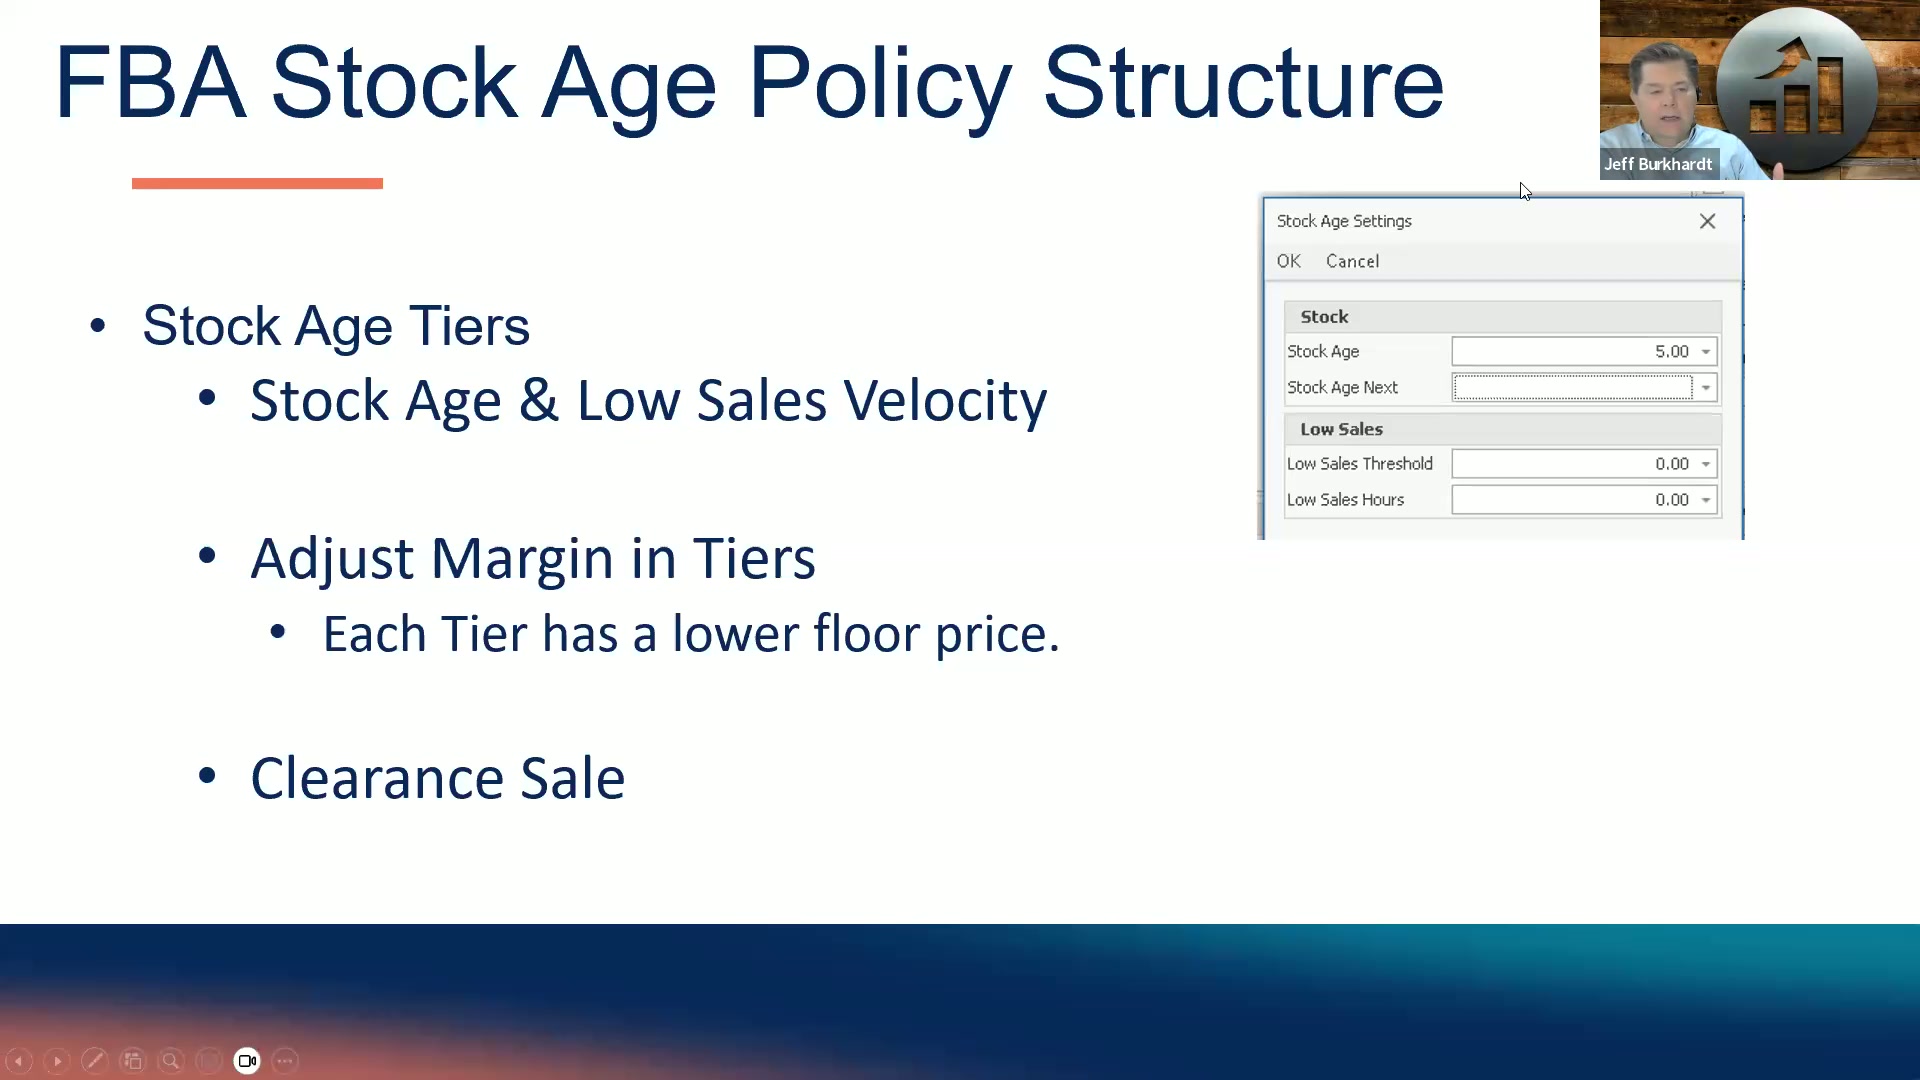 FBA Stock Age Policy Structure
Jeff Burkhardt
• Stock Age Tiers
• Stock Age & Low Sales Velocity
• Adjust Margin in Tiers
• Each Tier has a lower floor price.
• Clearance Sale
Stock Age Settings
OK Cancel
Stock
Stock Age 5.00
Stock Age Next
Low Sales
Low Sales Threshold 0.00
Low Sales Hours 0.00